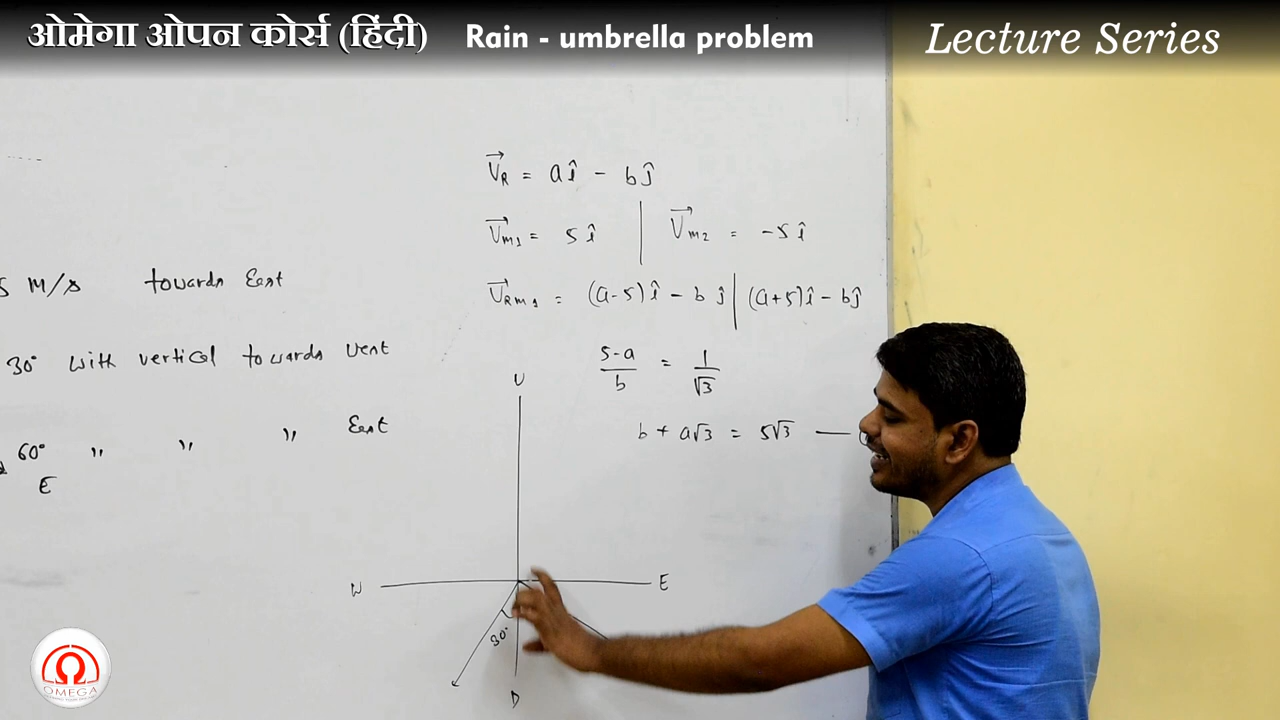 ओमेगा ओपन कोर्स (हिंदी) Rain - umbrella problem Lecture Series
V⃗R = aî - bĵ
V⃗m1 = 5î | V⃗m2 = -5î
V⃗Rm1 = (a-5)î - bĵ | (a+5)î - bĵ
5-a/b = 1/√3
b + a√3 = 5√3 —
5 M/s towards East
30° with vertical towards West
60° " " " East
E
U
W E
30°
D
Ω
OMEGA